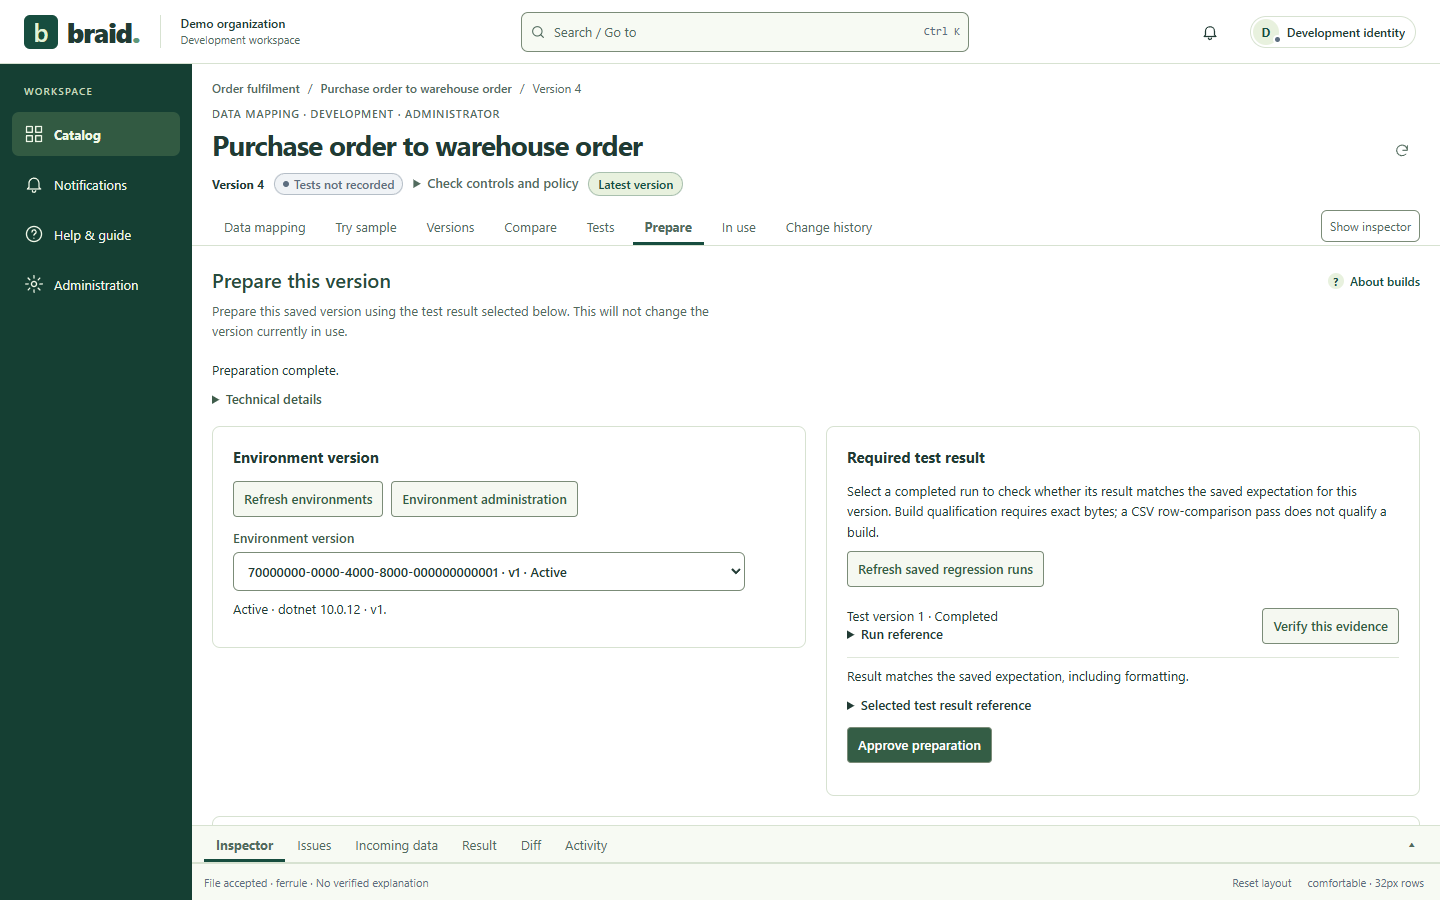 b braid.
Demo organization
Development workspace
Search / Go to
Ctrl K
D
Development identity
WORKSPACE
Catalog
Notifications
Help & guide
Administration
Order fulfilment / Purchase order to warehouse order / Version 4
DATA MAPPING · DEVELOPMENT · ADMINISTRATOR
Purchase order to warehouse order
Version 4
Tests not recorded
Check controls and policy
Latest version
Data mapping
Try sample
Versions
Compare
Tests
Prepare
In use
Change history
Show inspector
Prepare this version
? About builds
Prepare this saved version using the test result selected below. This will not change the
version currently in use.
Preparation complete.
Technical details
Environment version
Refresh environments
Environment administration
Environment version
70000000-0000-4000-8000-000000000001 · v1 · Active
Active · dotnet 10.0.12 · v1.
Required test result
Select a completed run to check whether its result matches the saved expectation for this
version. Build qualification requires exact bytes; a CSV row-comparison pass does not qualify a
build.
Refresh saved regression runs
Test version 1 · Completed
Run reference
Verify this evidence
Result matches the saved expectation, including formatting.
Selected test result reference
Approve preparation
Inspector
Issues
Incoming data
Result
Diff
Activity
File accepted · ferrule · No verified explanation
Reset layout
comfortable · 32px rows